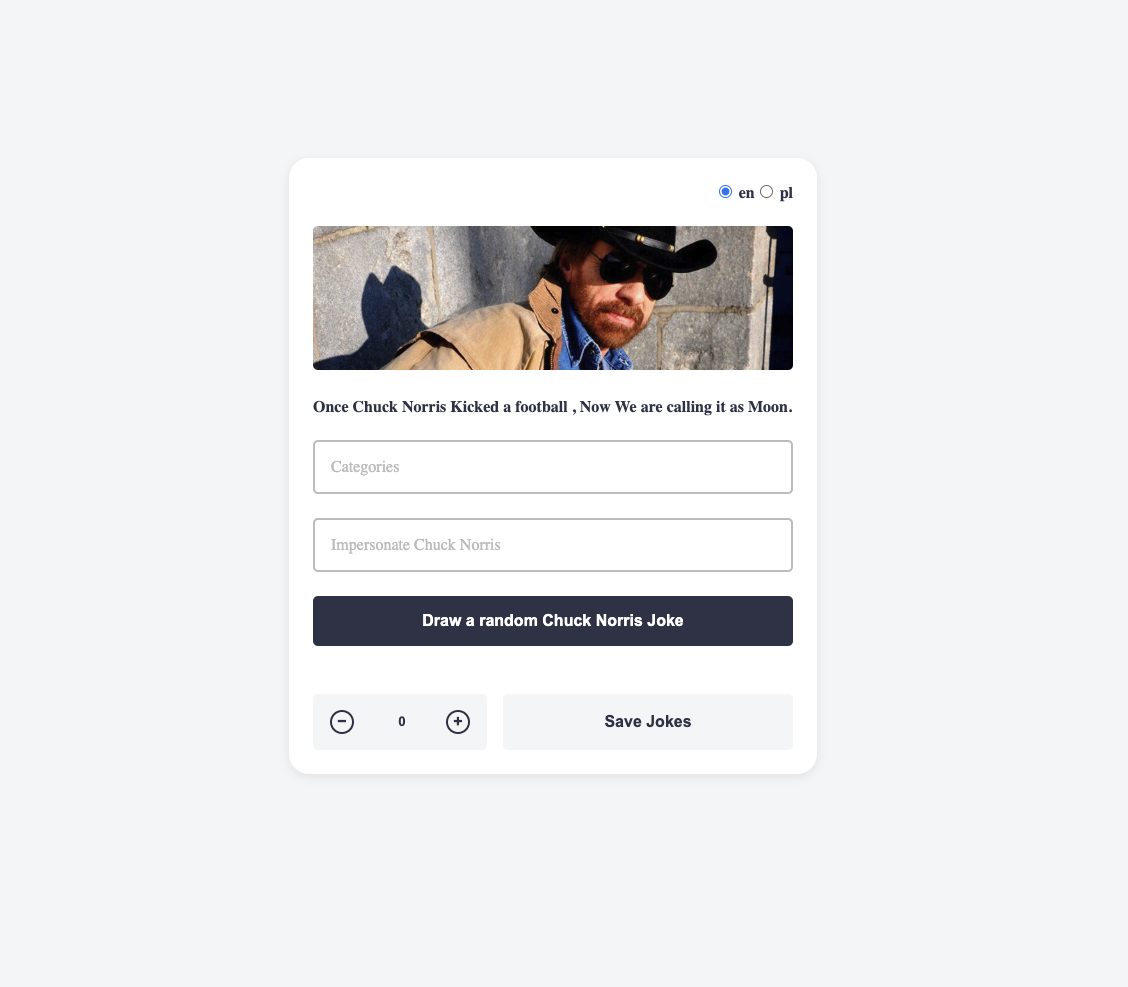 en pl
Once Chuck Norris Kicked a football , Now We are calling it as Moon.
Categories
Impersonate Chuck Norris
Draw a random Chuck Norris Joke
− 0 + Save Jokes